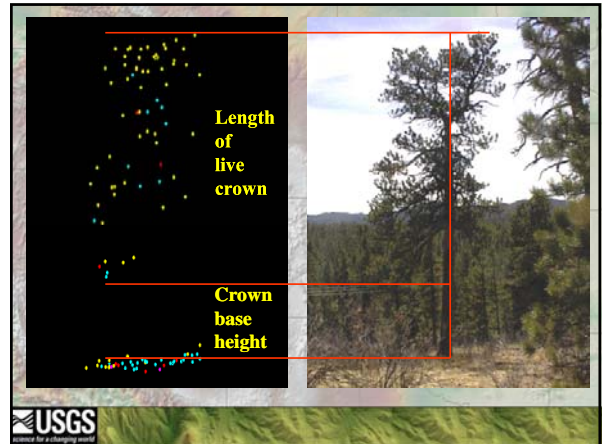 Length
of
live
crown
Crown
base
height
USGS
science for a changing world